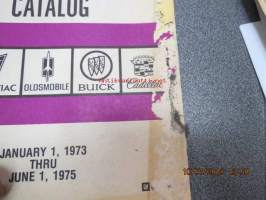 CATALOG
OLDSMOBILE
BUICK
Cadillac
JANUARY 1, 1973
THRU
JUNE 1, 1975